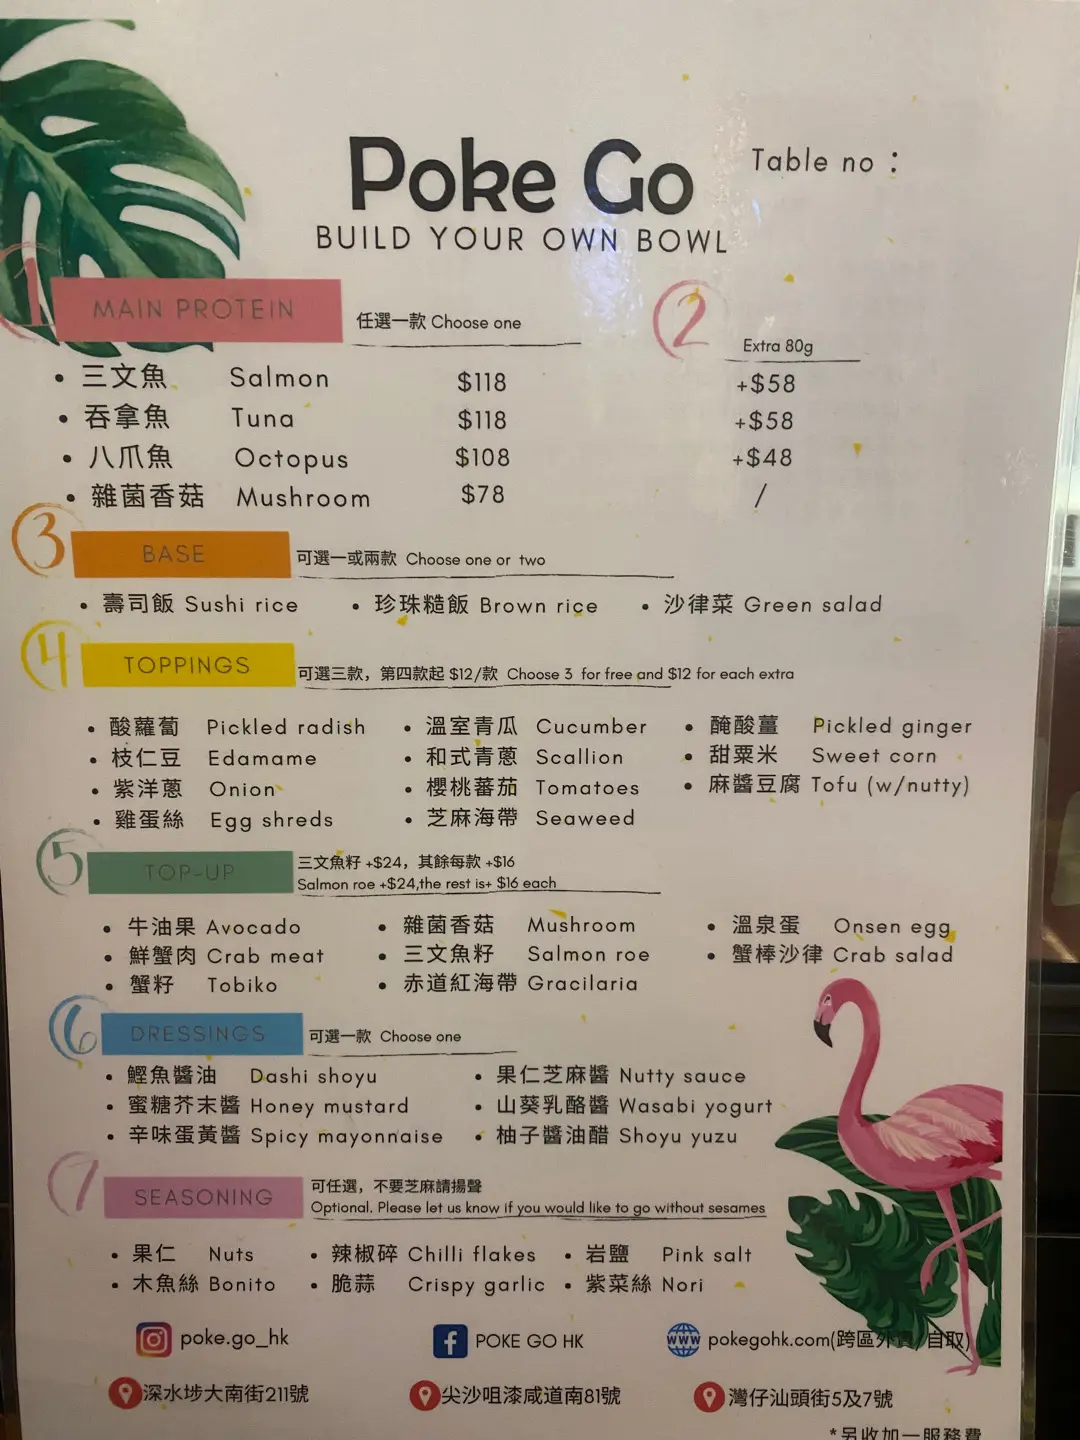 Poke Go
Table no :
BUILD YOUR OWN BOWL
1 MAIN PROTEIN 任選一款 Choose one
2 Extra 80g
• 三文魚 Salmon $118 +$58
• 吞拿魚 Tuna $118 +$58
• 八爪魚 Octopus $108 +$48
• 雜菌香菇 Mushroom $78 /
3 BASE 可選一或兩款 Choose one or two
• 壽司飯 Sushi rice • 珍珠糙飯 Brown rice • 沙律菜 Green salad
4 TOPPINGS 可選三款，第四款起 $12/款 Choose 3 for free and $12 for each extra
• 酸蘿蔔 Pickled radish • 溫室青瓜 Cucumber • 醃酸薑 Pickled ginger
• 枝仁豆 Edamame • 和式青蔥 Scallion • 甜粟米 Sweet corn
• 紫洋蔥 Onion • 櫻桃蕃茄 Tomatoes • 麻醬豆腐 Tofu (w/nutty)
• 雞蛋絲 Egg shreds • 芝麻海帶 Seaweed
5 TOP-UP 三文魚籽 +$24，其餘每款 +$16
Salmon roe +$24,the rest is+ $16 each
• 牛油果 Avocado • 雜菌香菇 Mushroom • 溫泉蛋 Onsen egg
• 鮮蟹肉 Crab meat • 三文魚籽 Salmon roe • 蟹棒沙律 Crab salad
• 蟹籽 Tobiko • 赤道紅海帶 Gracilaria
6 DRESSINGS 可選一款 Choose one
• 鰹魚醬油 Dashi shoyu • 果仁芝麻醬 Nutty sauce
• 蜜糖芥末醬 Honey mustard • 山葵乳酪醬 Wasabi yogurt
• 辛味蛋黃醬 Spicy mayonnaise • 柚子醬油醋 Shoyu yuzu
7 SEASONING 可任選，不要芝麻請揚聲
Optional. Please let us know if you would like to go without sesames
• 果仁 Nuts • 辣椒碎 Chilli flakes • 岩鹽 Pink salt
• 木魚絲 Bonito • 脆蒜 Crispy garlic • 紫菜絲 Nori
poke.go_hk POKE GO HK www pokegohk.com(跨區外賣/自取)
深水埗大南街211號 尖沙咀漆咸道南81號 灣仔汕頭街5及7號
*另收加一服務費